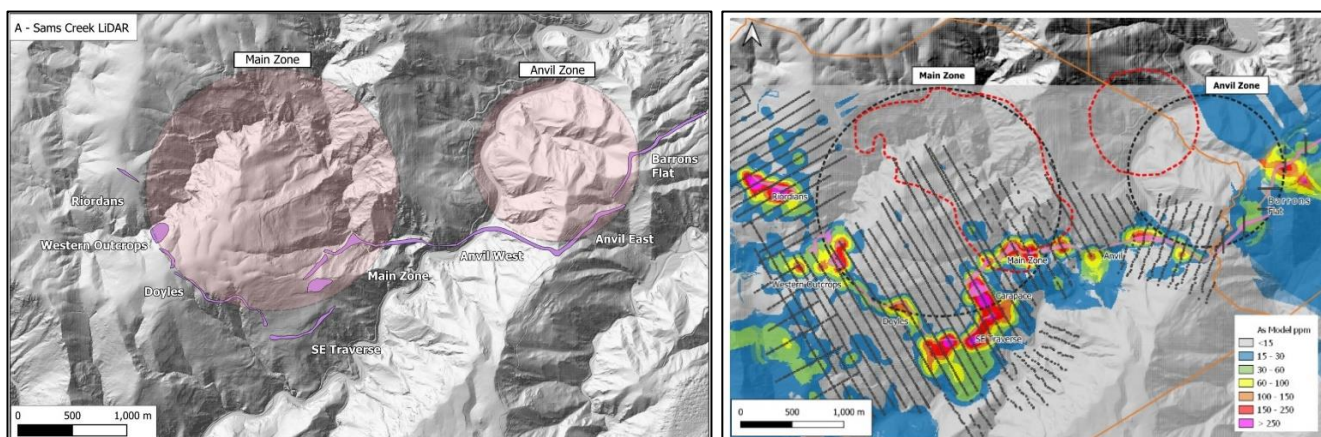 A - Sams Creek LiDAR
Main Zone
Anvil Zone
Barrons
Flat
Riordans
Western Outcrops
Anvil East
Anvil West
Main Zone
Doyles
SE Traverse
0 500 1,000 m
Main Zone
Anvil Zone
Riordans
Barrons
Flat
Main Zone
Anvil
Western Outcrops
Carapace
Doyles
SE Traverse
As Model ppm
<15
15 - 30
30 - 60
60 - 100
100 - 150
150 - 250
> 250
0 500 1,000 m